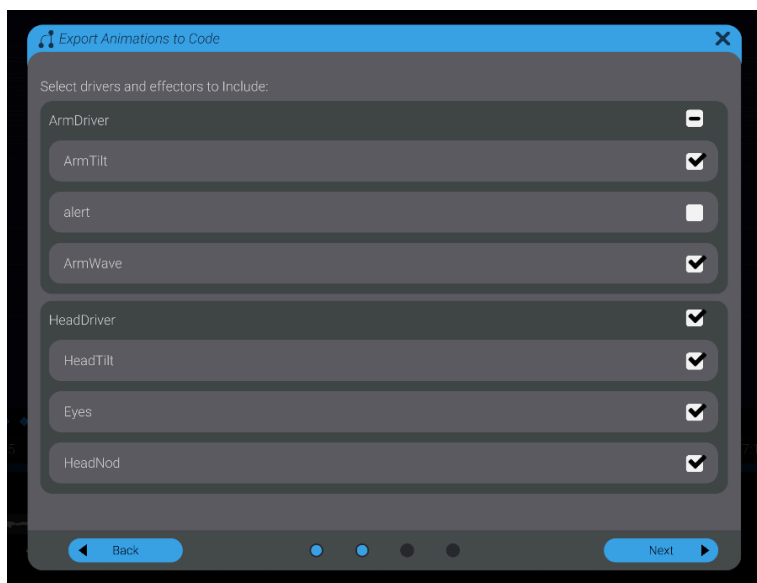 Export Animations to Code
Select drivers and effectors to Include:
ArmDriver
ArmTilt
alert
ArmWave
HeadDriver
HeadTilt
Eyes
HeadNod
Back
Next